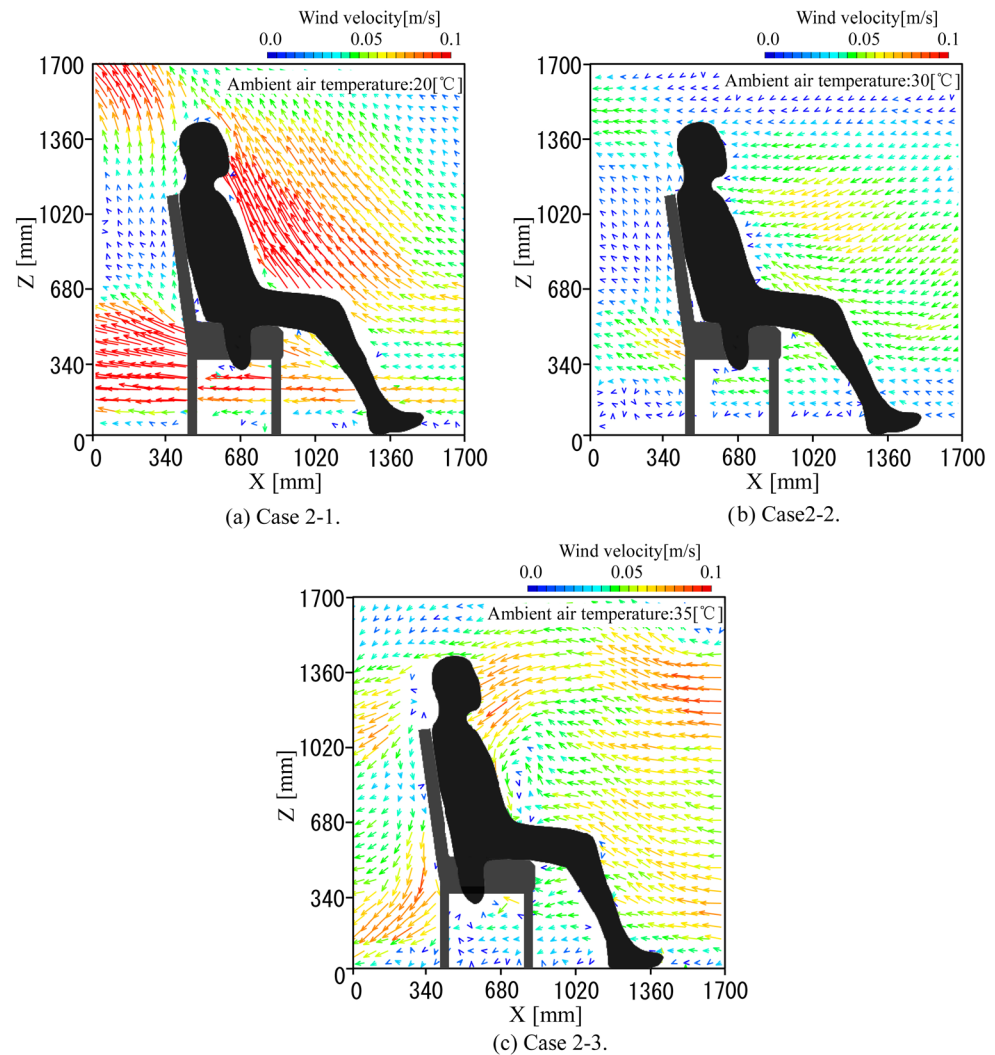 Wind velocity[m/s]
0.0 0.05 0.1
Ambient air temperature:20[℃]
1700
1360
1020
680
340
0
Z [mm]
0 340 680 1020 1360 1700
X [mm]
(a) Case 2-1.
Wind velocity[m/s]
0.0 0.05 0.1
Ambient air temperature:30[℃]
1700
1360
1020
680
340
0
Z [mm]
0 340 680 1020 1360 1700
X [mm]
(b) Case2-2.
Wind velocity[m/s]
0.0 0.05 0.1
Ambient air temperature:35[℃]
1700
1360
1020
680
340
0
Z [mm]
0 340 680 1020 1360 1700
X [mm]
(c) Case 2-3.